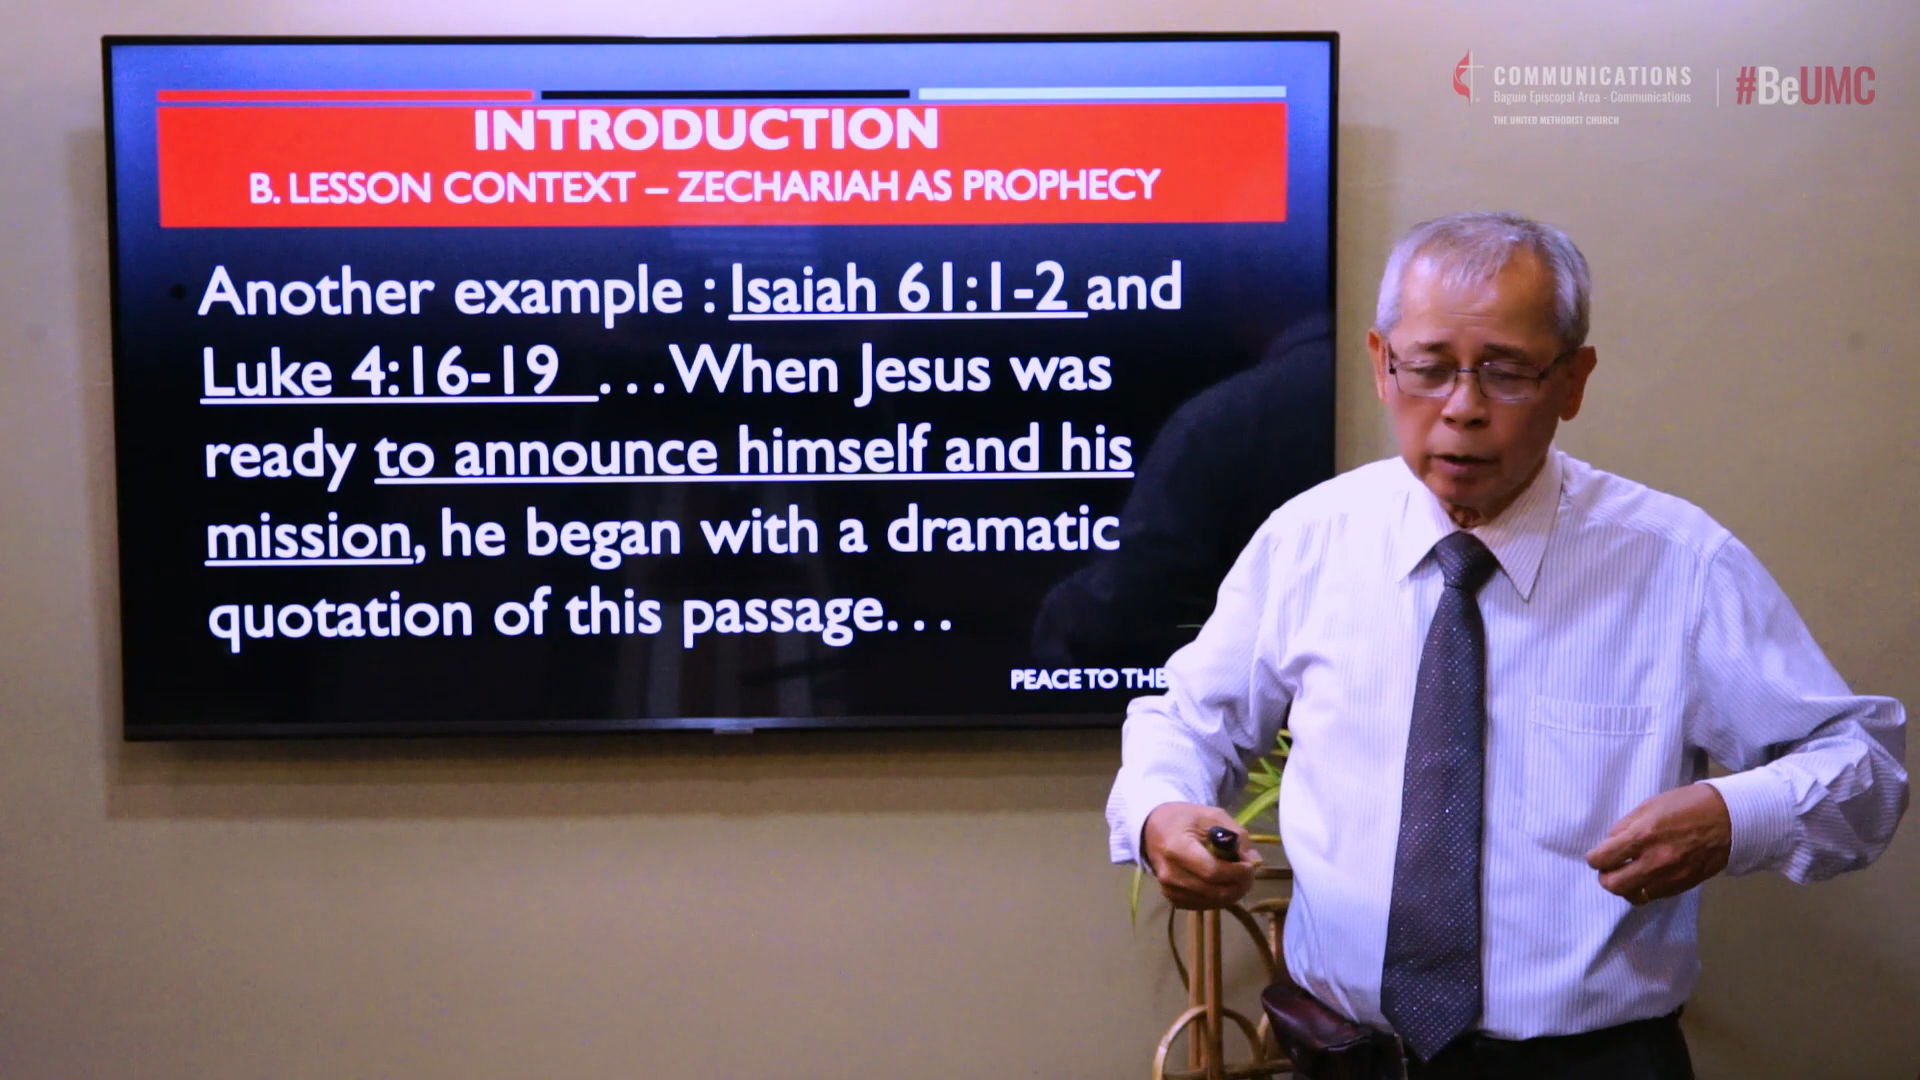 INTRODUCTION
B. LESSON CONTEXT – ZECHARIAH AS PROPHECY
Another example : Isaiah 61:1-2 and
Luke 4:16-19 ...When Jesus was
ready to announce himself and his
mission, he began with a dramatic
quotation of this passage...
PEACE TO THE
COMMUNICATIONS
Baguio Episcopal Area - Communications
THE UNITED METHODIST CHURCH
#BeUMC